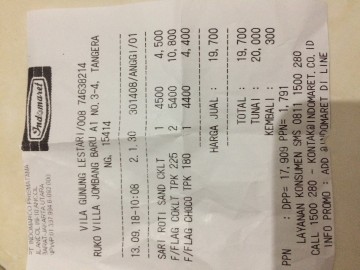 Indomaret
PT INDOMARCO PRISMATAMA
VILA GUNUNG LESTARI/008 74638214
RUKO VILLA JOMBANG BARU A1 NO,3-4, TANGERA
NG, 15414
13.09.18-10:08 2.1.30 301408/ANGGI/01
SARI ROTI SAND CKLT 1 4500 4,500
F/FLAG COKLT TPK 225 2 5400 10,800
F/FLAG CHOCO TPK 180 1 4400 4,400
HARGA JUAL : 19,700
TOTAL : 19,700
TUNAI : 20,000
KEMBALI : 300
PPN : DPP= 17,909 PPN= 1,791
LAYANAN KONSUMEN SMS 0811 1500 280
CALL 1500 280 - KONTAK@INDOMARET.CO.ID
INFO PROMO : ADD @INDOMARET DI LINE